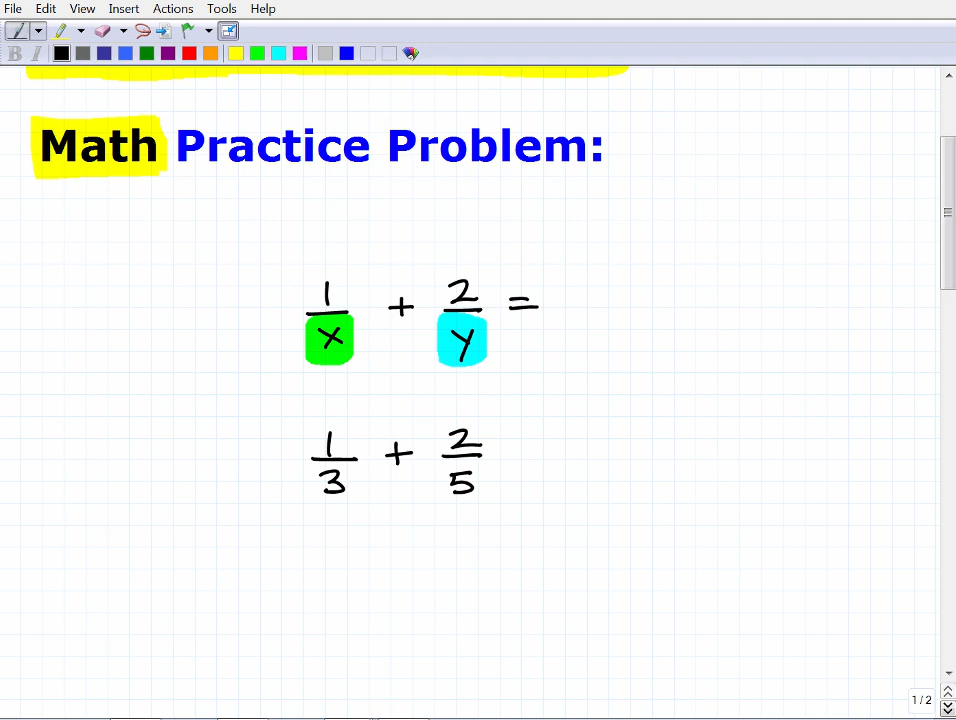 File Edit View Insert Actions Tools Help
B I
Math Practice Problem:
1/x + 2/y =
1/3 + 2/5
1 / 2